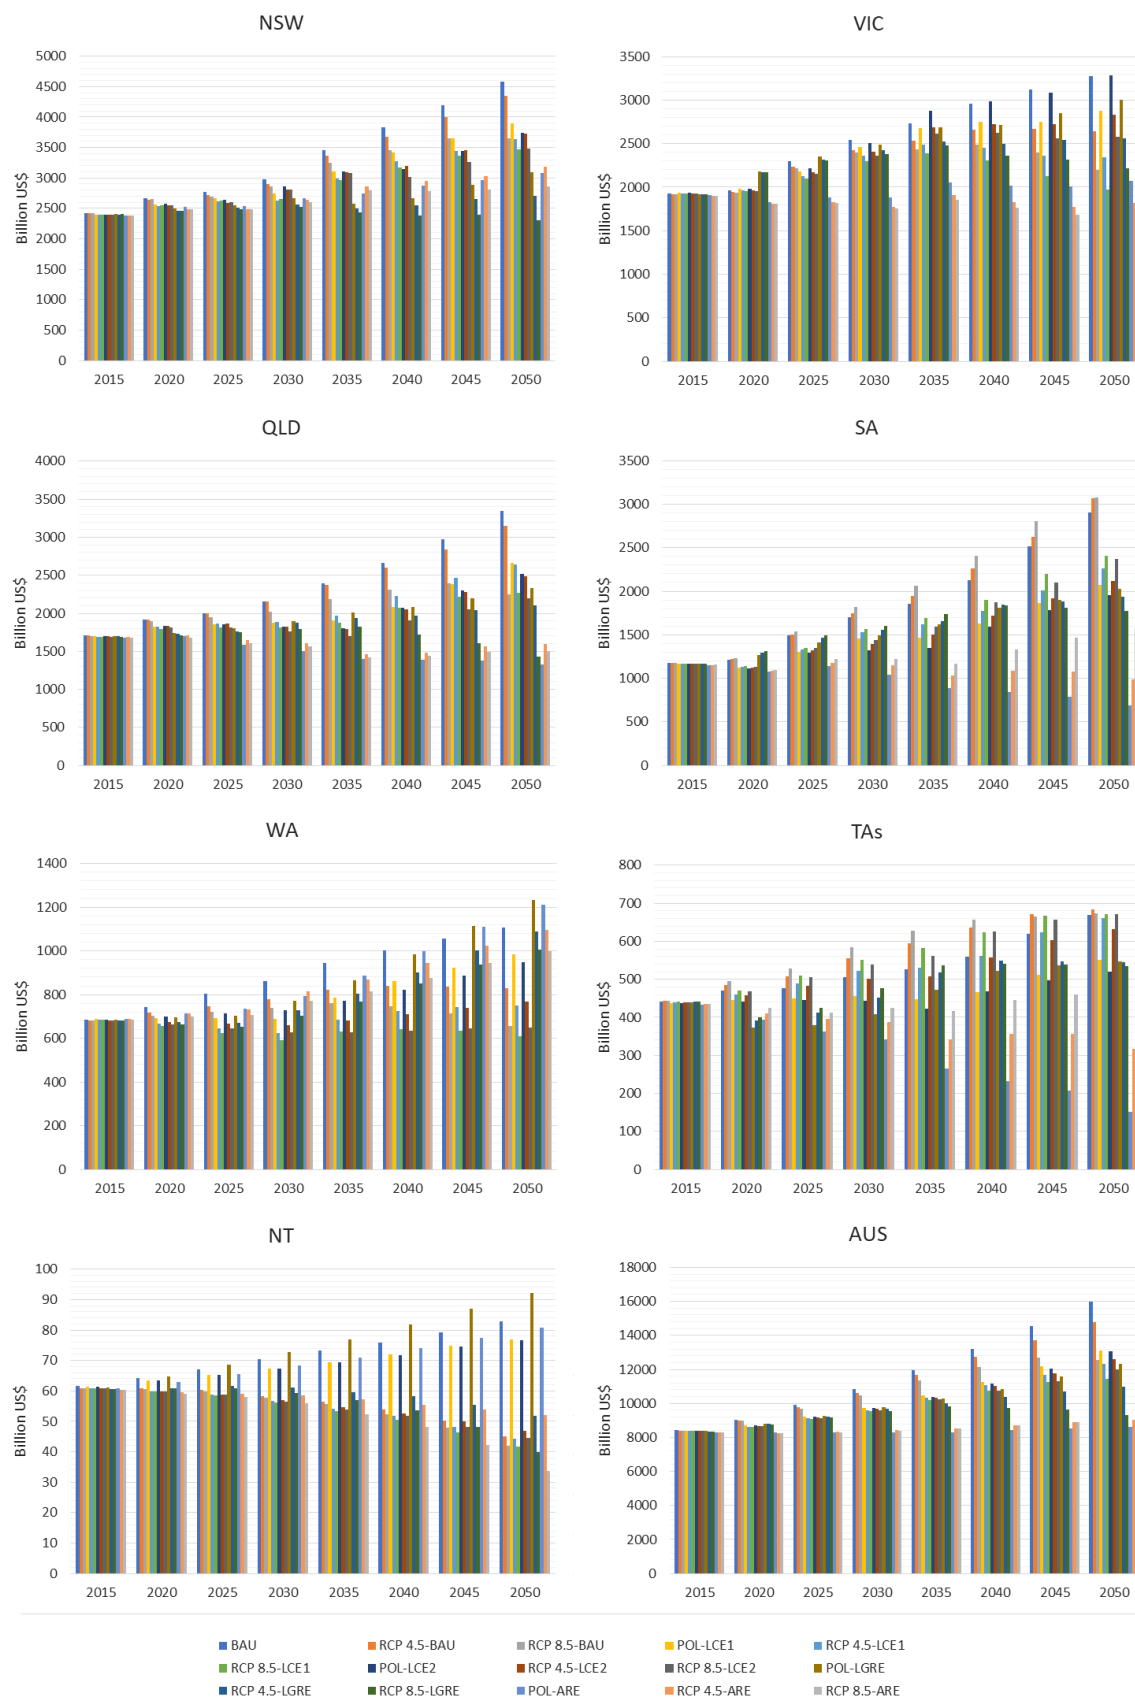 NSW
5000
4500
4000
3500
3000
2500
2000
1500
1000
500
0
Billion US$
2015 2020 2025 2030 2035 2040 2045 2050
VIC
3500
3000
2500
2000
1500
1000
500
0
Billion US$
2015 2020 2025 2030 2035 2040 2045 2050
QLD
4000
3500
3000
2500
2000
1500
1000
500
0
Billion US$
2015 2020 2025 2030 2035 2040 2045 2050
SA
3500
3000
2500
2000
1500
1000
500
0
Billion US$
2015 2020 2025 2030 2035 2040 2045 2050
WA
1400
1200
1000
800
600
400
200
0
Billion US$
2015 2020 2025 2030 2035 2040 2045 2050
TAs
800
700
600
500
400
300
200
100
0
Billion US$
2015 2020 2025 2030 2035 2040 2045 2050
NT
100
90
80
70
60
50
40
30
20
10
0
Billion US$
2015 2020 2025 2030 2035 2040 2045 2050
AUS
18000
16000
14000
12000
10000
8000
6000
4000
2000
0
Billion US$
2015 2020 2025 2030 2035 2040 2045 2050
BAU RCP 4.5-BAU RCP 8.5-BAU POL-LCE1 RCP 4.5-LCE1
RCP 8.5-LCE1 POL-LCE2 RCP 4.5-LCE2 RCP 8.5-LCE2 POL-LGRE
RCP 4.5-LGRE RCP 8.5-LGRE POL-ARE RCP 4.5-ARE RCP 8.5-ARE